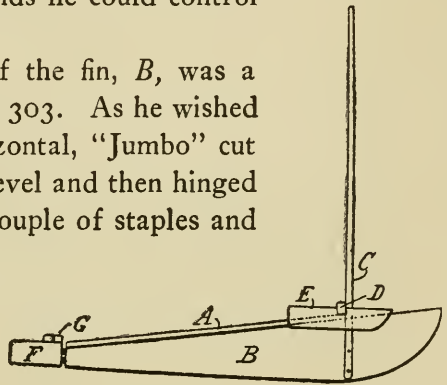 nds he could control
f the fin, B, was a
303. As he wished
zontal, "Jumbo" cut
evel and then hinged
ouple of staples and
C
E
D
G
A
F
B